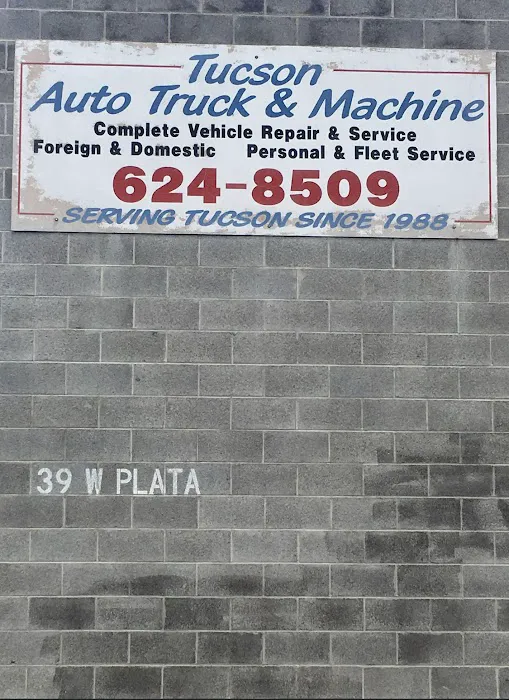 Tucson
Auto Truck & Machine
Complete Vehicle Repair & Service
Foreign & Domestic Personal & Fleet Service
624-8509
SERVING TUCSON SINCE 1988
39 W PLATA